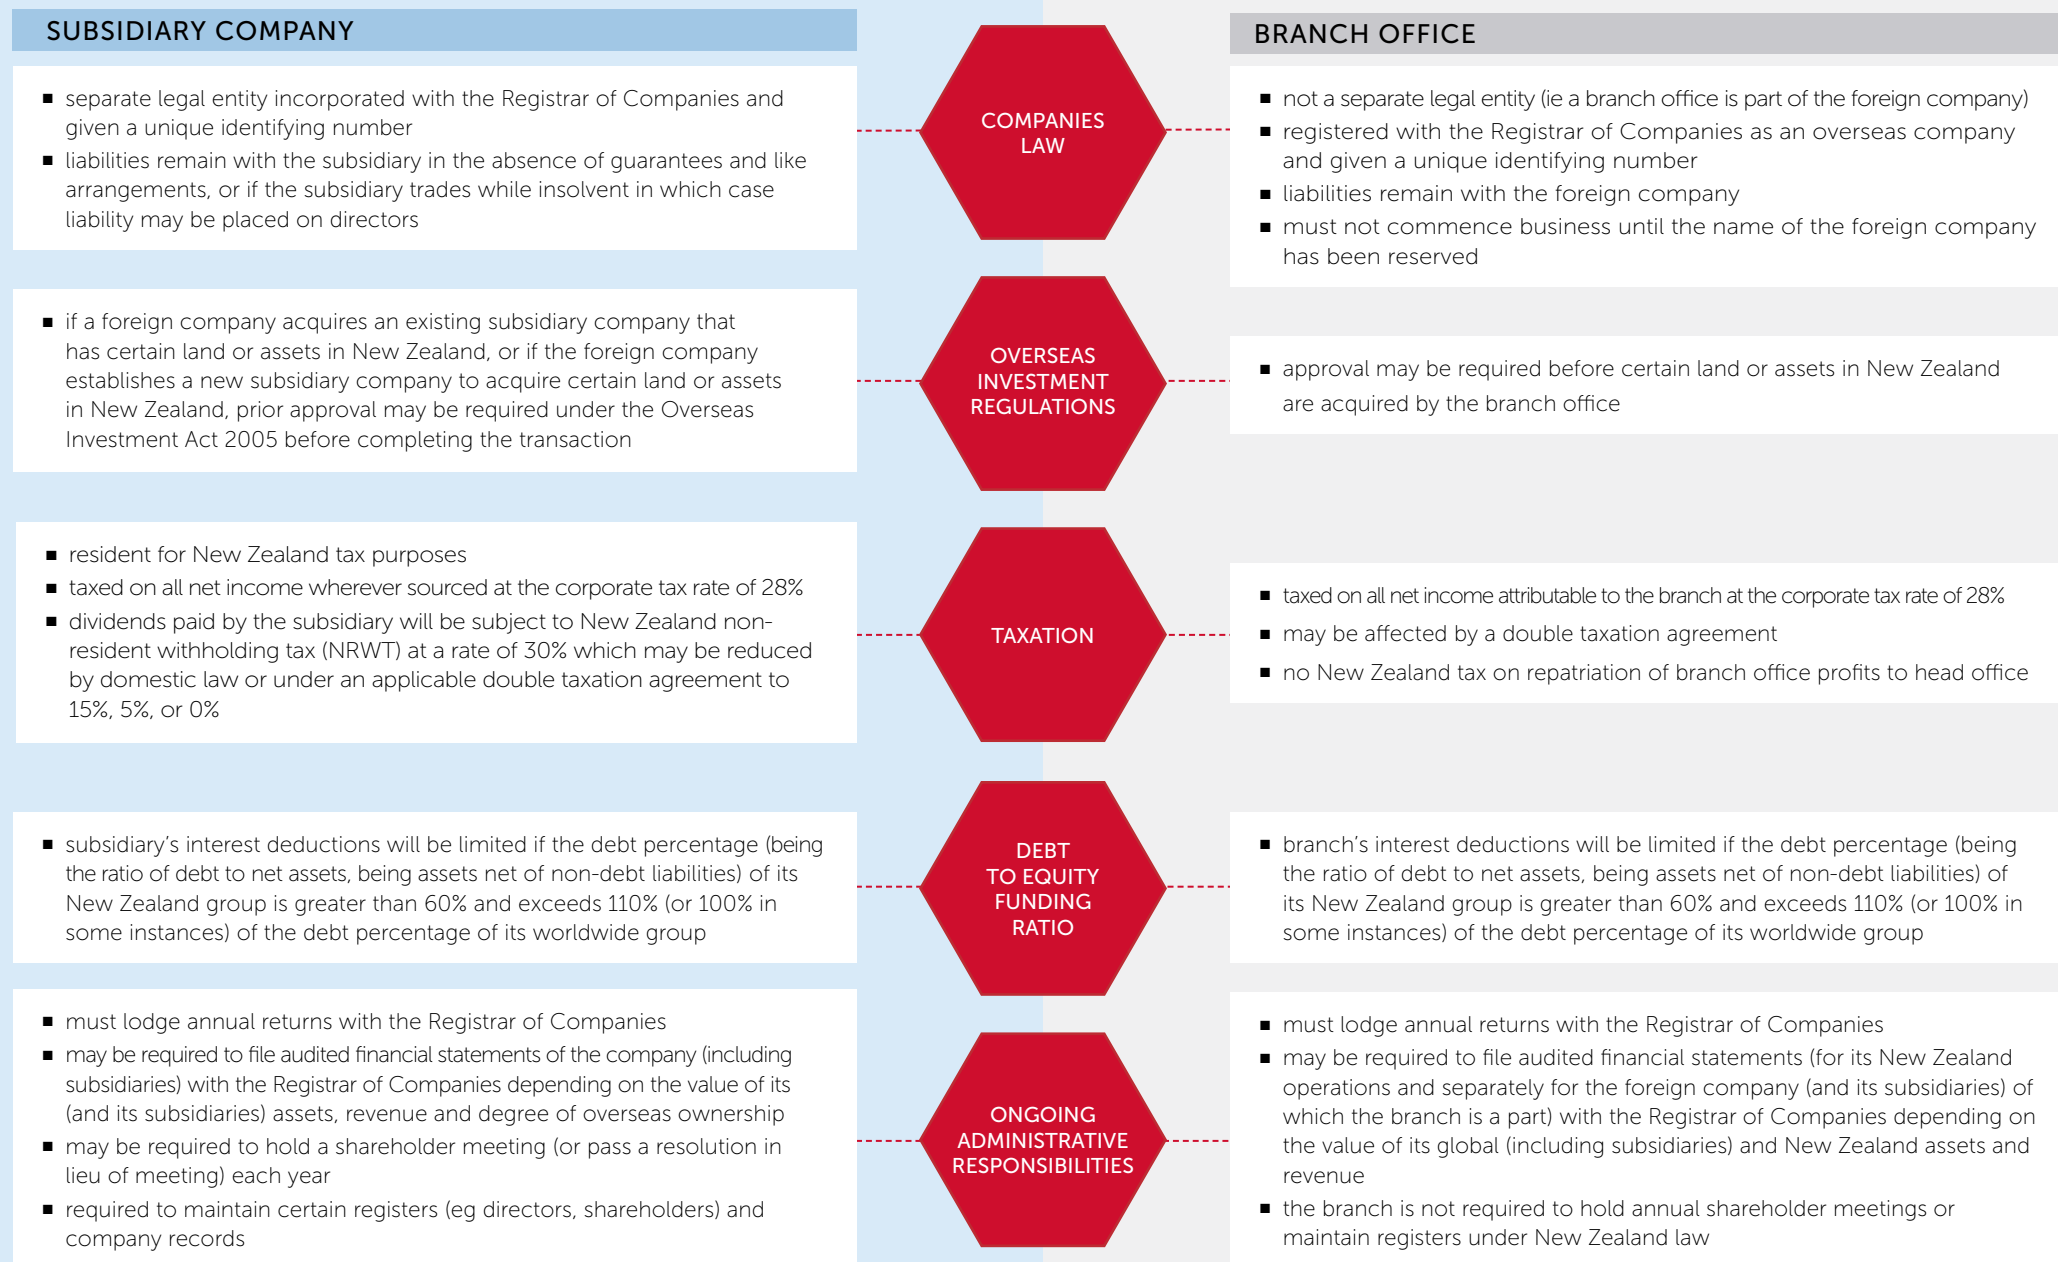 SUBSIDIARY COMPANY
BRANCH OFFICE
■ separate legal entity incorporated with the Registrar of Companies and
given a unique identifying number
■ liabilities remain with the subsidiary in the absence of guarantees and like
arrangements, or if the subsidiary trades while insolvent in which case
liability may be placed on directors
COMPANIES
LAW
■ not a separate legal entity (ie a branch office is part of the foreign company)
■ registered with the Registrar of Companies as an overseas company
and given a unique identifying number
■ liabilities remain with the foreign company
■ must not commence business until the name of the foreign company
has been reserved
■ if a foreign company acquires an existing subsidiary company that
has certain land or assets in New Zealand, or if the foreign company
establishes a new subsidiary company to acquire certain land or assets
in New Zealand, prior approval may be required under the Overseas
Investment Act 2005 before completing the transaction
OVERSEAS
INVESTMENT
REGULATIONS
■ approval may be required before certain land or assets in New Zealand
are acquired by the branch office
■ resident for New Zealand tax purposes
■ taxed on all net income wherever sourced at the corporate tax rate of 28%
■ dividends paid by the subsidiary will be subject to New Zealand non-
resident withholding tax (NRWT) at a rate of 30% which may be reduced
by domestic law or under an applicable double taxation agreement to
15%, 5%, or 0%
TAXATION
■ taxed on all net income attributable to the branch at the corporate tax rate of 28%
■ may be affected by a double taxation agreement
■ no New Zealand tax on repatriation of branch office profits to head office
■ subsidiary's interest deductions will be limited if the debt percentage (being
the ratio of debt to net assets, being assets net of non-debt liabilities) of its
New Zealand group is greater than 60% and exceeds 110% (or 100% in
some instances) of the debt percentage of its worldwide group
DEBT
TO EQUITY
FUNDING
RATIO
■ branch's interest deductions will be limited if the debt percentage (being
the ratio of debt to net assets, being assets net of non-debt liabilities) of
its New Zealand group is greater than 60% and exceeds 110% (or 100% in
some instances) of the debt percentage of its worldwide group
■ must lodge annual returns with the Registrar of Companies
■ may be required to file audited financial statements of the company (including
subsidiaries) with the Registrar of Companies depending on the value of its
(and its subsidiaries) assets, revenue and degree of overseas ownership
■ may be required to hold a shareholder meeting (or pass a resolution in
lieu of meeting) each year
■ required to maintain certain registers (eg directors, shareholders) and
company records
ONGOING
ADMINISTRATIVE
RESPONSIBILITIES
■ must lodge annual returns with the Registrar of Companies
■ may be required to file audited financial statements (for its New Zealand
operations and separately for the foreign company (and its subsidiaries) of
which the branch is a part) with the Registrar of Companies depending on
the value of its global (including subsidiaries) and New Zealand assets and
revenue
■ the branch is not required to hold annual shareholder meetings or
maintain registers under New Zealand law